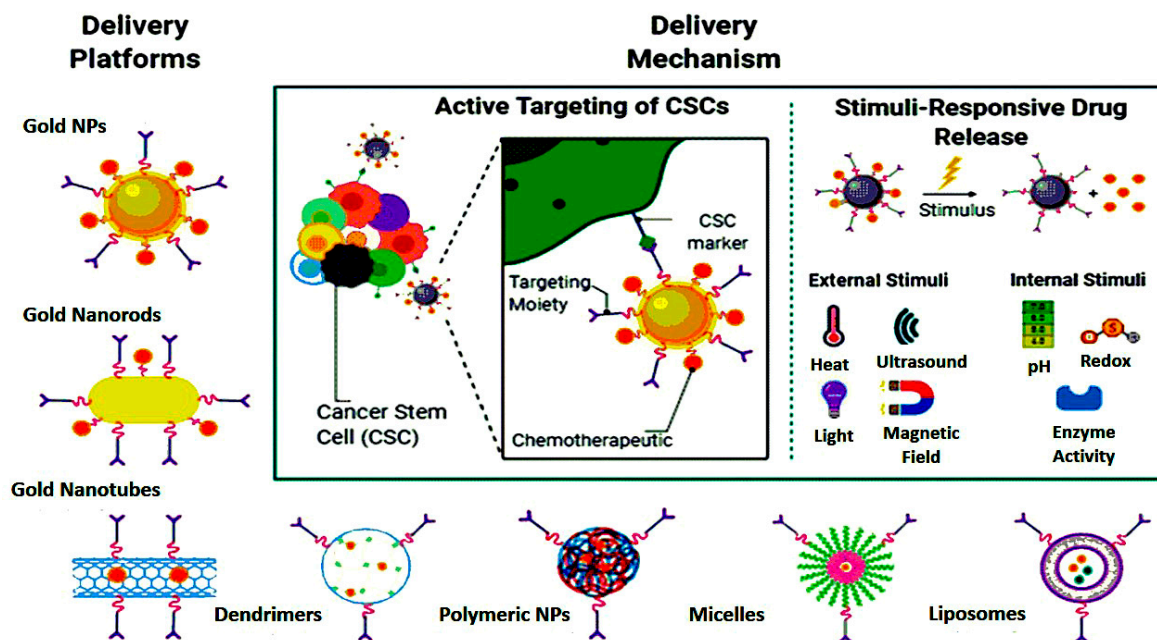 Delivery
Platforms
Delivery
Mechanism
Gold NPs
Gold Nanorods
Gold Nanotubes
Active Targeting of CSCs
CSC
marker
Targeting
Moiety
Cancer Stem
Cell (CSC)
Chemotherapeutic
Stimuli-Responsive Drug
Release
Stimulus
+
External Stimuli
Internal Stimuli
Heat
Ultrasound
pH
Redox
S
Light
Magnetic
Field
Enzyme
Activity
Dendrimers
Polymeric NPs
Micelles
Liposomes